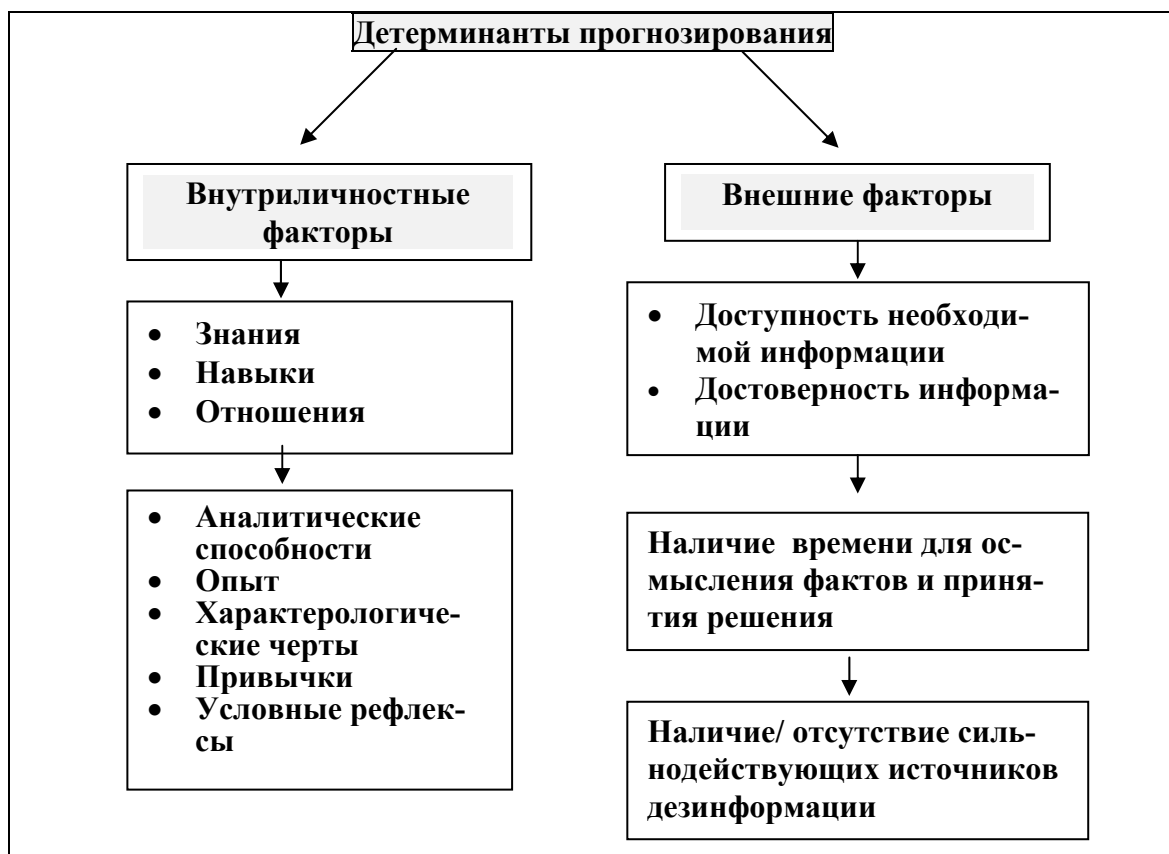 Детерминанты прогнозирования
Внутриличностные
факторы
• Знания
• Навыки
• Отношения
• Аналитические
способности
• Опыт
• Характерологиче-
ские черты
• Привычки
• Условные рефлек-
сы
Внешние факторы
• Доступность необходи-
мой информации
• Достоверность информа-
ции
Наличие времени для ос-
мысления фактов и приня-
тия решения
Наличие/ отсутствие силь-
нодействующих источников
дезинформации